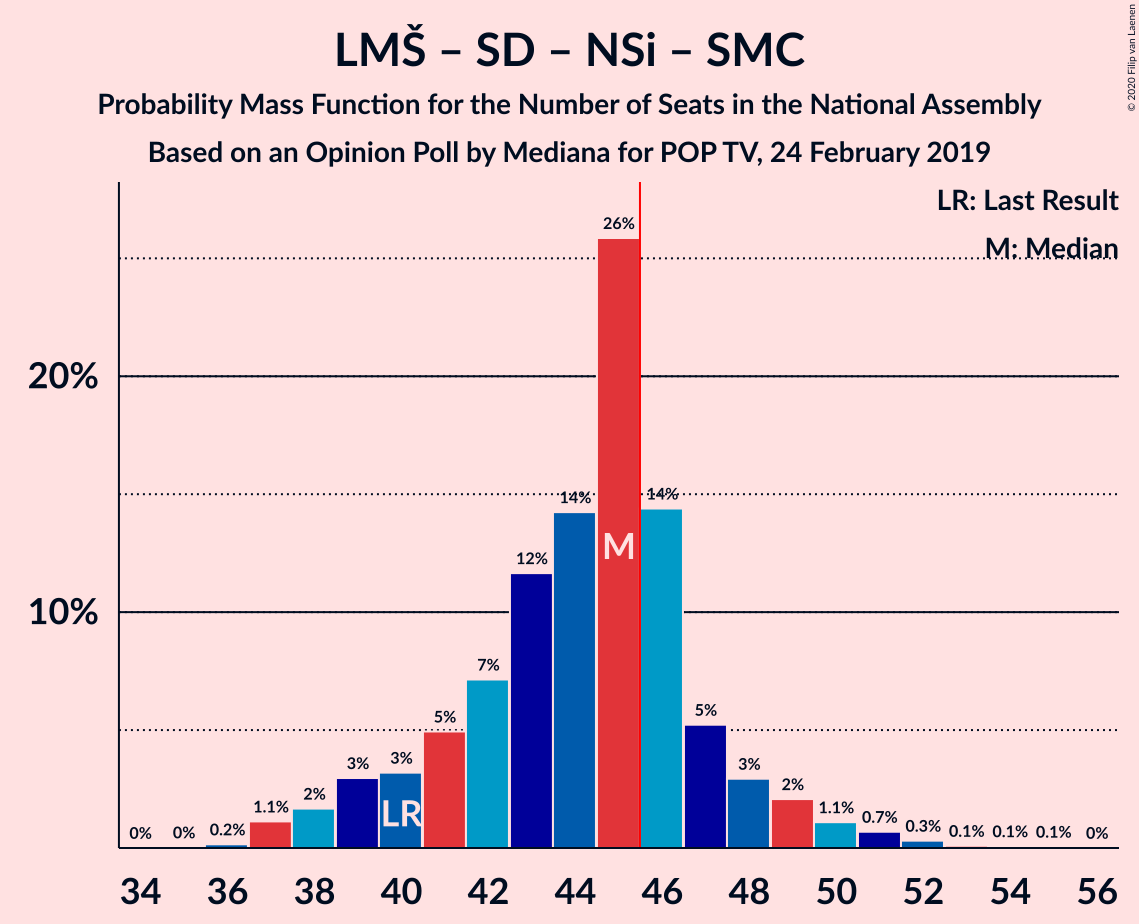 LMŠ – SD – NSi – SMC
Probability Mass Function for the Number of Seats in the National Assembly
Based on an Opinion Poll by Mediana for POP TV, 24 February 2019
© 2020 Filip van Laenen
LR: Last Result
M: Median
20%
10%
0%
0%
0.2%
1.1%
2%
3%
3%
5%
7%
12%
14%
26%
14%
5%
3%
2%
1.1%
0.7%
0.3%
0.1%
0.1%
0.1%
0%
LR
M
34 36 38 40 42 44 46 48 50 52 54 56